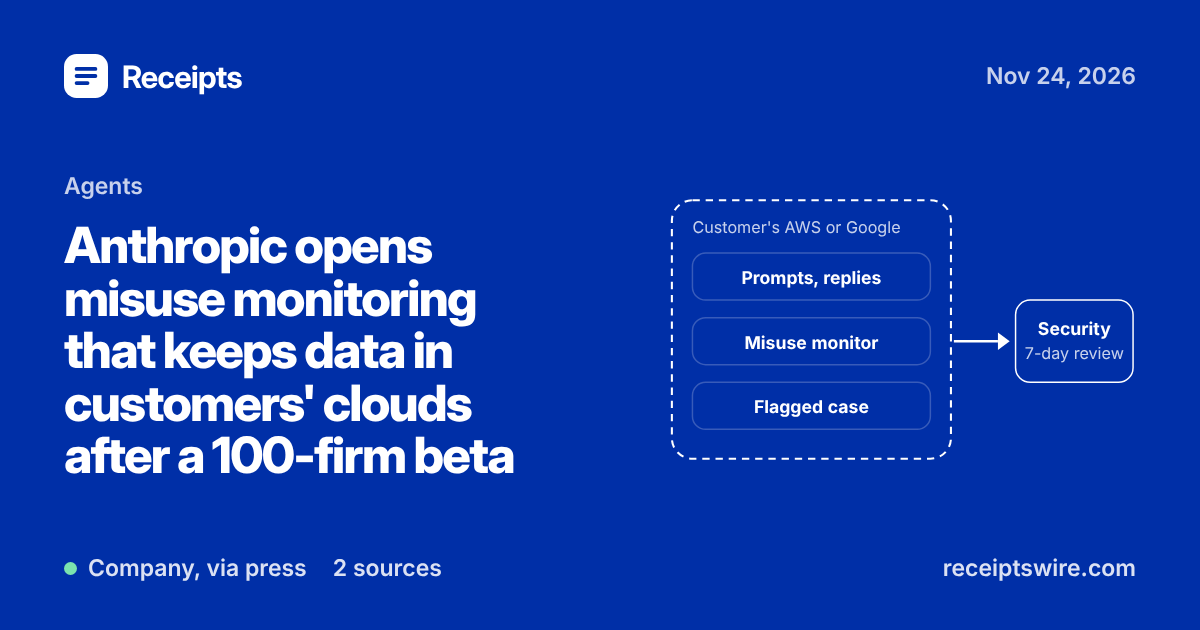 Receipts
Nov 24, 2026
Agents
Anthropic opens
misuse monitoring
that keeps data in
customers' clouds
after a 100-firm beta
Customer's AWS or Google
Prompts, replies
Misuse monitor
Flagged case
Security
7-day review
Company, via press
2 sources
receiptswire.com